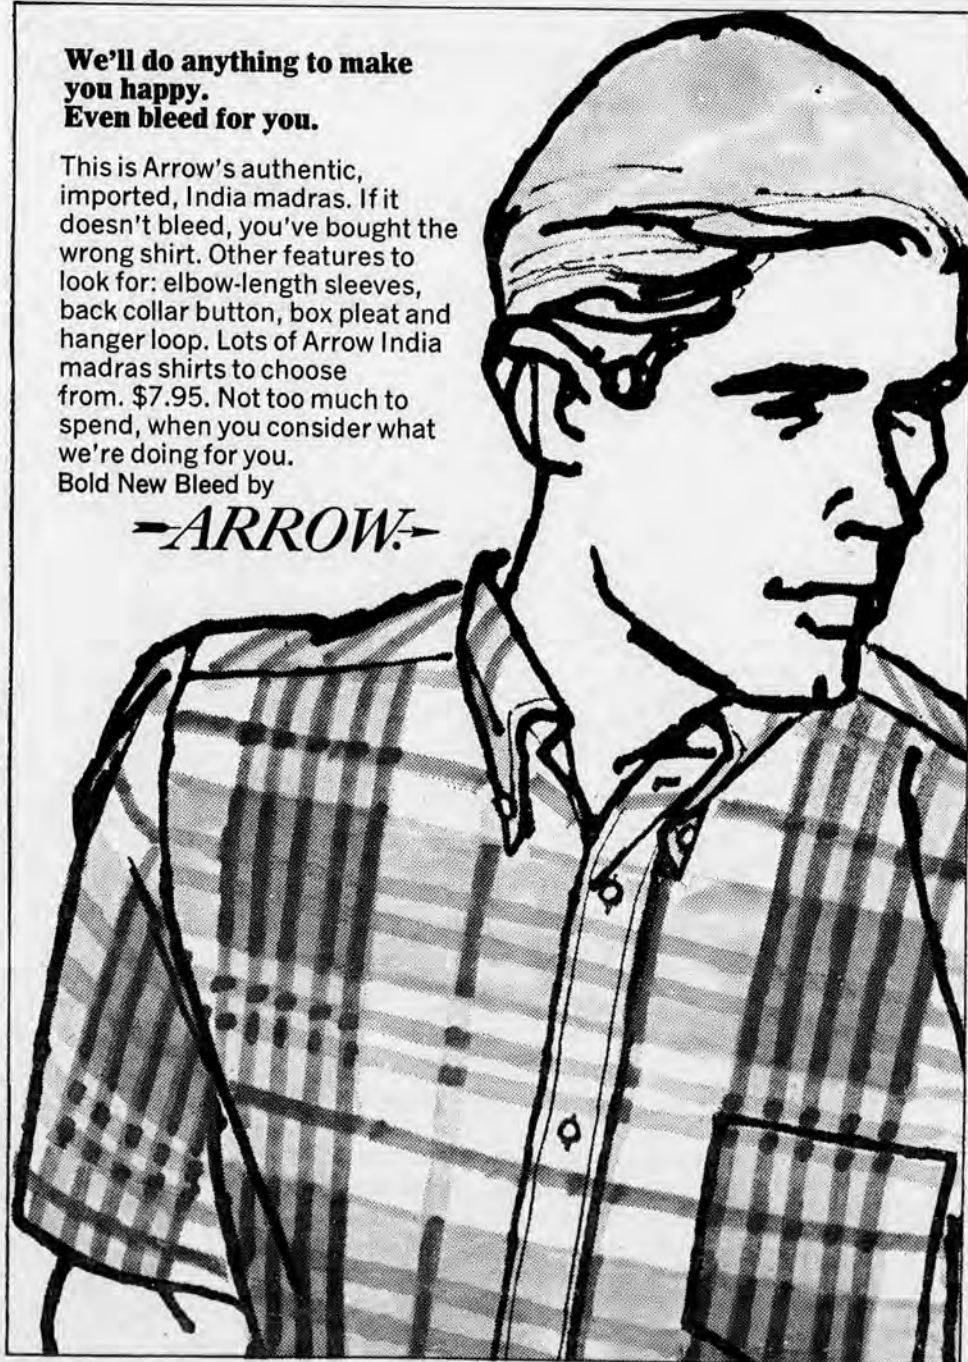 We'll do anything to make
you happy.
Even bleed for you.
This is Arrow's authentic,
imported, India madras. If it
doesn't bleed, you've bought the
wrong shirt. Other features to
look for: elbow-length sleeves,
back collar button, box pleat and
hanger loop. Lots of Arrow India
madras shirts to choose
from. $7.95. Not too much to
spend, when you consider what
we're doing for you.
Bold New Bleed by
ARROW.